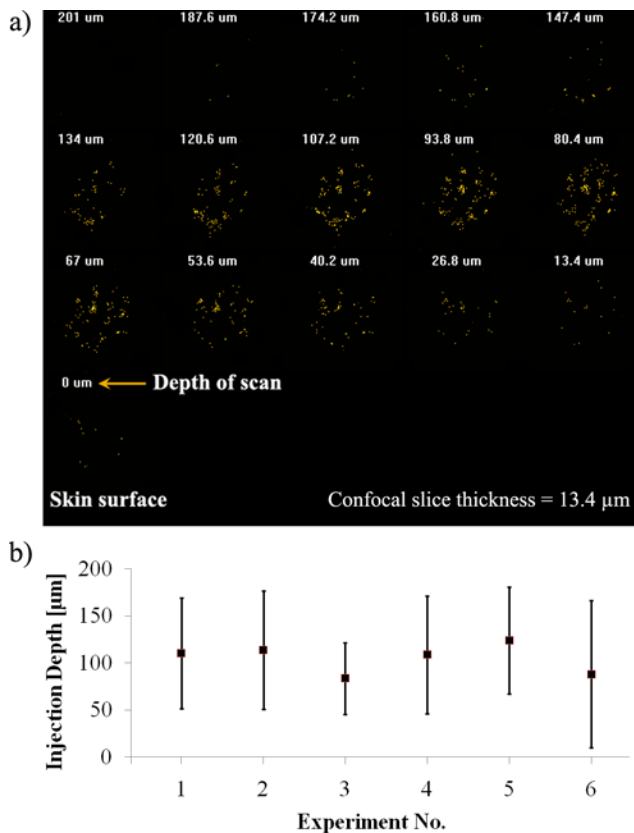 a)
201 um 187.6 um 174.2 um 160.8 um 147.4 um
134 um 120.6 um 107.2 um 93.8 um 80.4 um
67 um 53.6 um 40.2 um 26.8 um 13.4 um
0 um Depth of scan
Skin surface Confocal slice thickness = 13.4 µm
b)
Injection Depth [µm]
200
150
100
50
0
1 2 3 4 5 6
Experiment No.